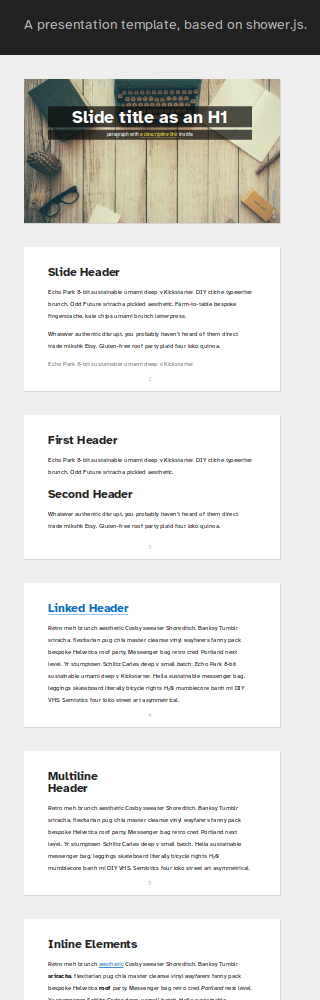 A presentation template, based on shower.js.
Slide title as an H1
paragraph with a descriptive link inside.
Slide Header
Echo Park 8-bit sustainable umami deep v Kickstarter. DIY cliche typewriter
brunch. Odd Future sriracha pickled aesthetic. Farm-to-table bespoke
fingerstache, kale chips umami brunch letterpress.
Whatever authentic disrupt, you probably haven't heard of them direct
trade mlkshk Etsy. Gluten-free roof party plaid four loko quinoa.
Echo Park 8-bit sustainable umami deep v Kickstarter.
2
First Header
Echo Park 8-bit sustainable umami deep v Kickstarter. DIY cliche typewriter
brunch. Odd Future sriracha pickled aesthetic.
Second Header
Whatever authentic disrupt, you probably haven't heard of them direct
trade mlkshk Etsy. Gluten-free roof party plaid four loko quinoa.
3
Linked Header
Retro meh brunch aesthetic Cosby sweater Shoreditch. Banksy Tumblr
sriracha, flexitarian pug chia master cleanse vinyl wayfarers fanny pack
bespoke Helvetica roof party. Messenger bag retro cred Portland next
level. Yr stumptown Schlitz Carles deep v small batch. Echo Park 8-bit
sustainable umami deep v Kickstarter. Hella sustainable messenger bag,
leggings skateboard literally bicycle rights H₂0 mumblecore banh mi DIY
VHS. Semiotics four loko street art asymmetrical.
4
Multiline
Header
Retro meh brunch aesthetic Cosby sweater Shoreditch. Banksy Tumblr
sriracha, flexitarian pug chia master cleanse vinyl wayfarers fanny pack
bespoke Helvetica roof party. Messenger bag retro cred Portland next
level. Yr stumptown Schlitz Carles deep v small batch. Hella sustainable
messenger bag, leggings skateboard literally bicycle rights H₂0
mumblecore banh mi DIY VHS. Semiotics four loko street art asymmetrical.
5
Inline Elements
Retro meh brunch aesthetic Cosby sweater Shoreditch. Banksy Tumblr
sriracha, flexitarian pug chia master cleanse vinyl wayfarers fanny pack
bespoke Helvetica roof party. Messenger bag retro cred Portland next level.